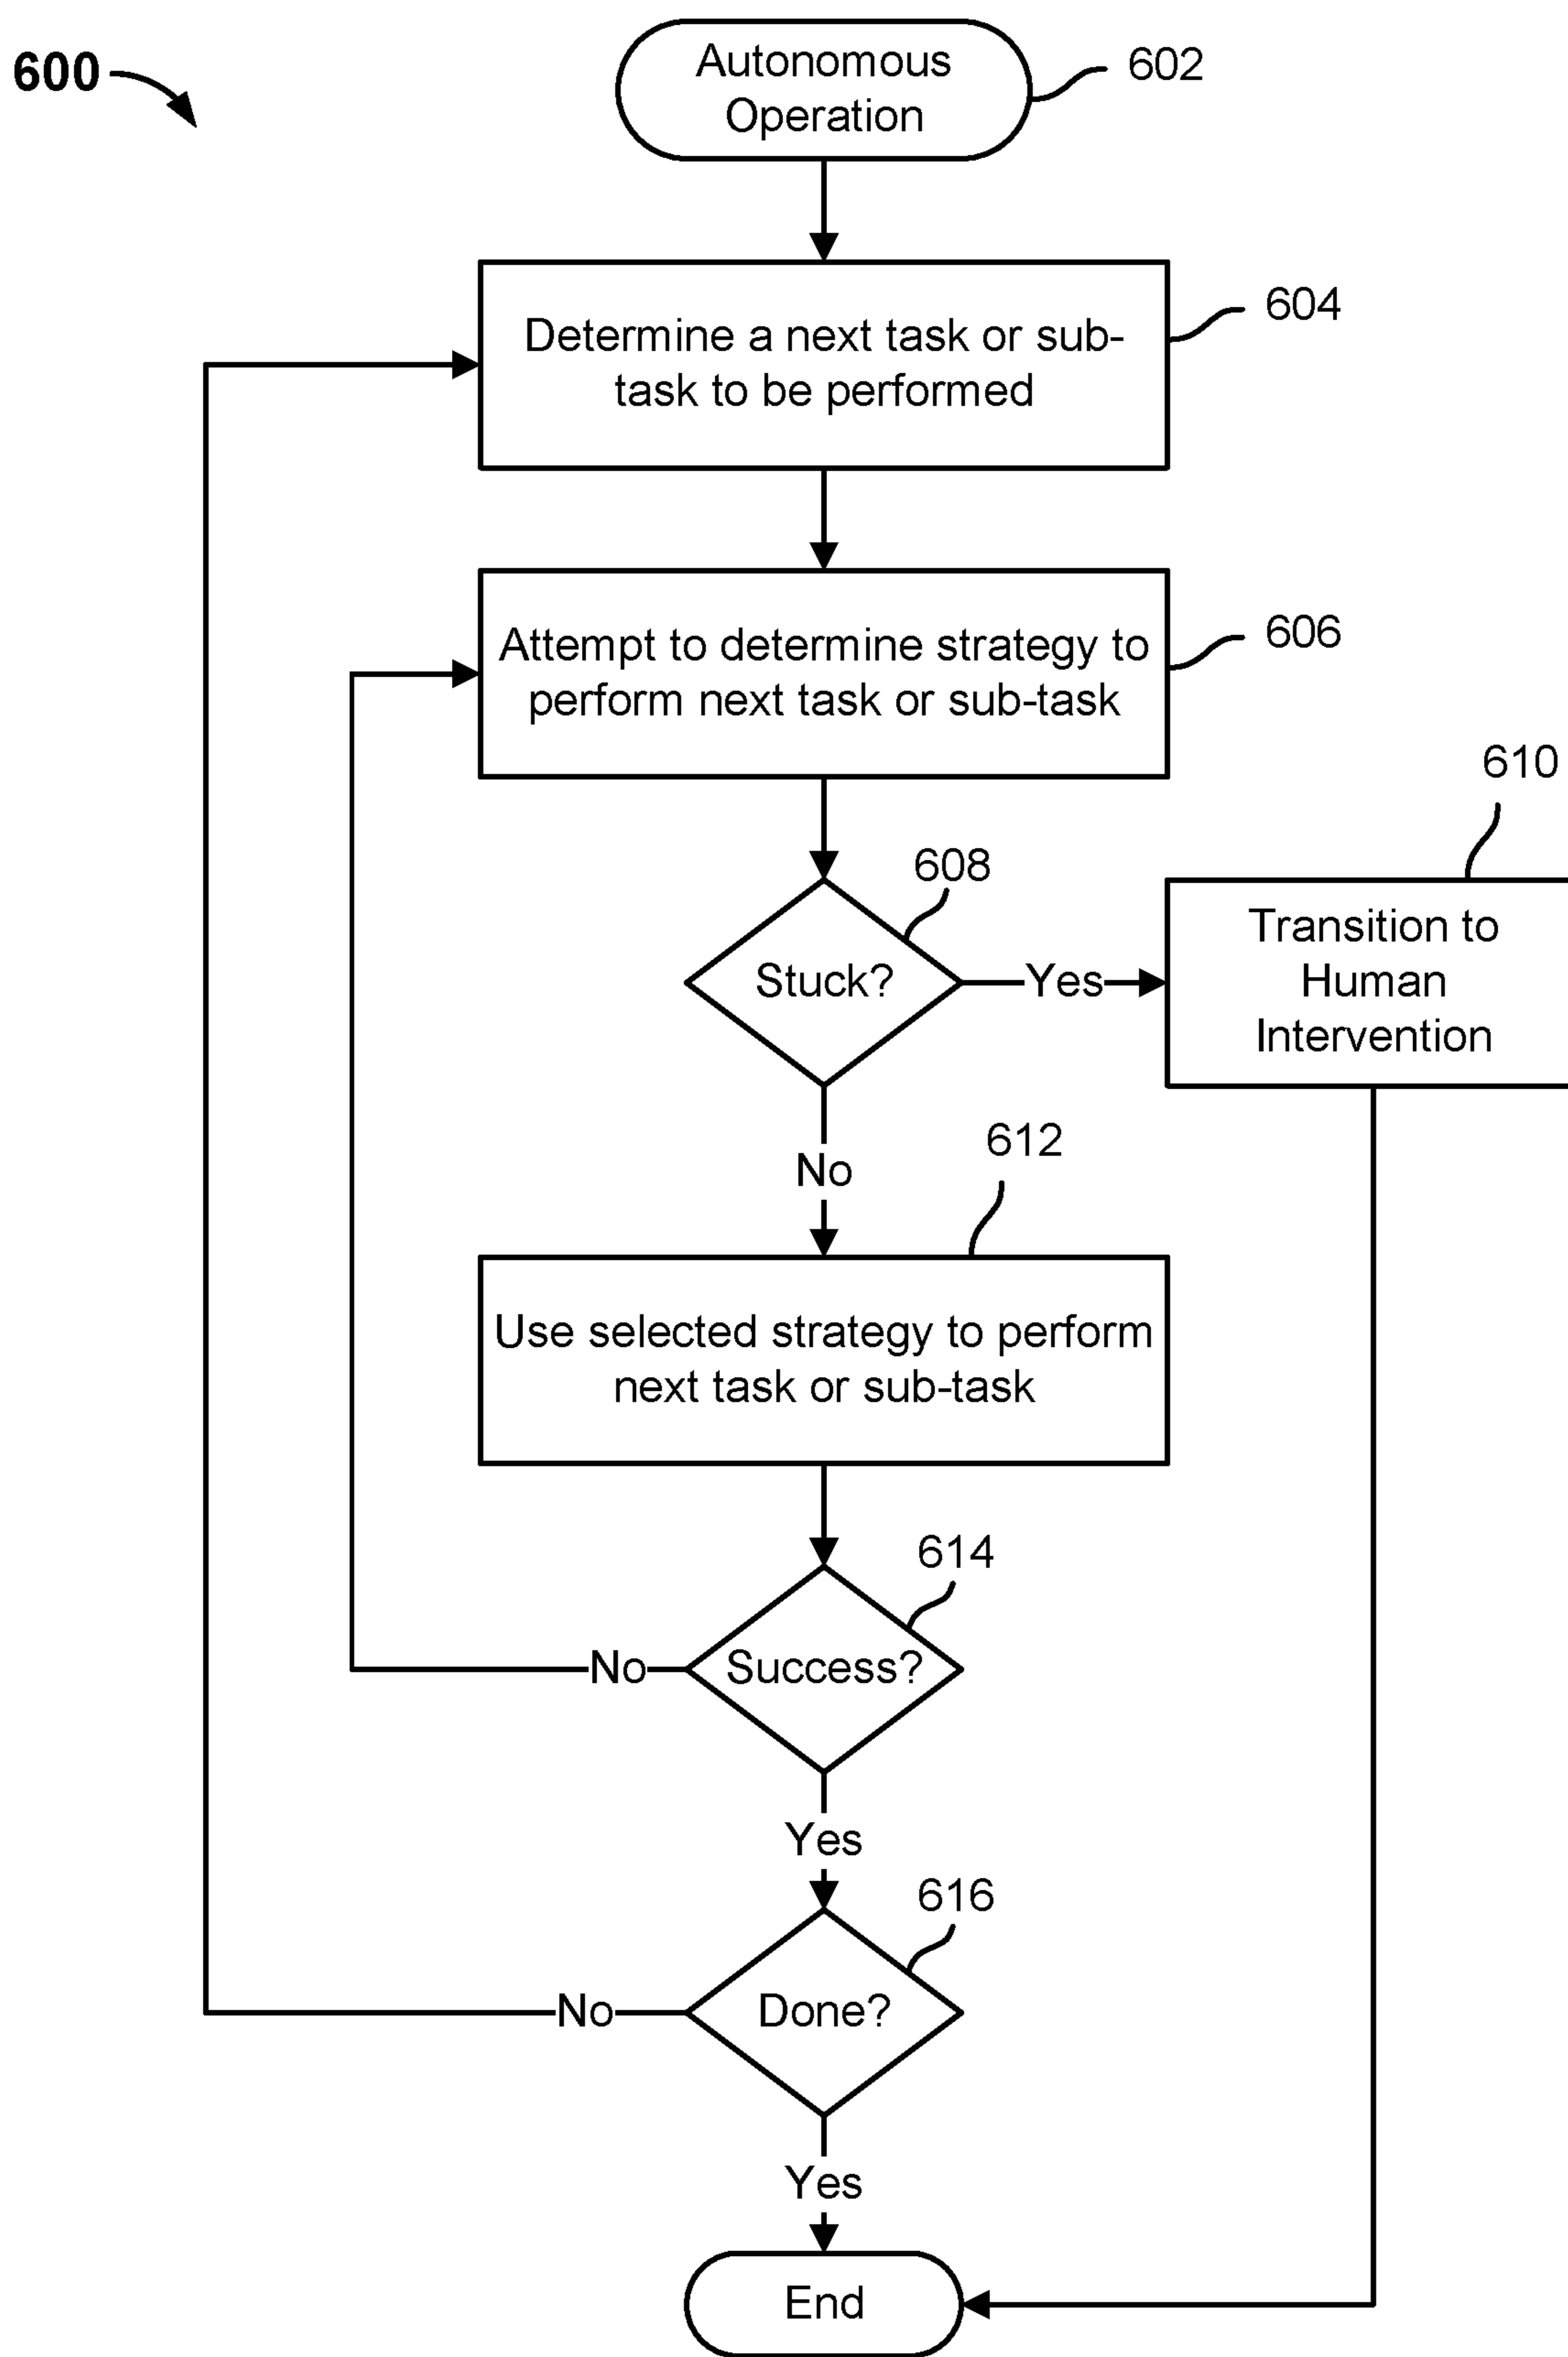 600
Autonomous
Operation
602
Determine a next task or sub-
task to be performed
604
Attempt to determine strategy to
perform next task or sub-task
606
608
Stuck?
Yes
610
Transition to
Human
Intervention
No
612
Use selected strategy to perform
next task or sub-task
614
Success?
No
Yes
616
Done?
No
Yes
End